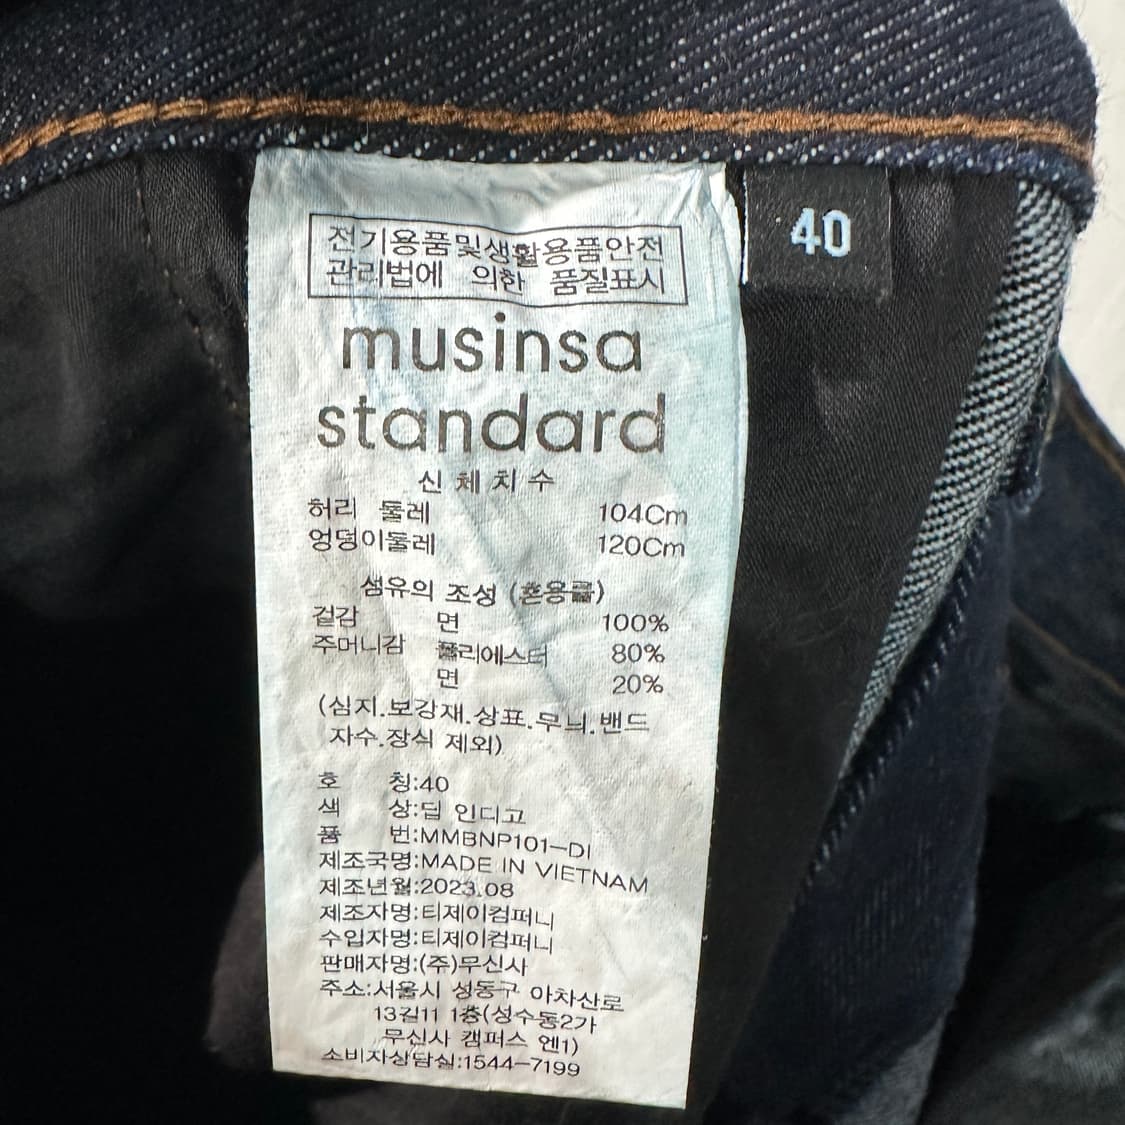 전기용품및생활용품안전
관리법에 의한 품질표시
40
musinsa
standard
신체치수
허리 둘레 104Cm
엉덩이둘레 120Cm
섬유의 조성 (혼용률)
겉감 면 100%
주머니감 폴리에스터 80%
면 20%
(심지.보강재.상표.무늬.밴드
자수.장식 제외)
호 칭:40
색 상:딥 인디고
품 번:MMBNP101-DI
제조국명:MADE IN VIETNAM
제조년월:2023.08
제조자명:티제이컴퍼니
수입자명:티제이컴퍼니
판매자명:(주)무신사
주소:서울시 성동구 아차산로
13길11 1층(성수동2가
무신사 캠퍼스 엔1)
소비자상담실:1544-7199